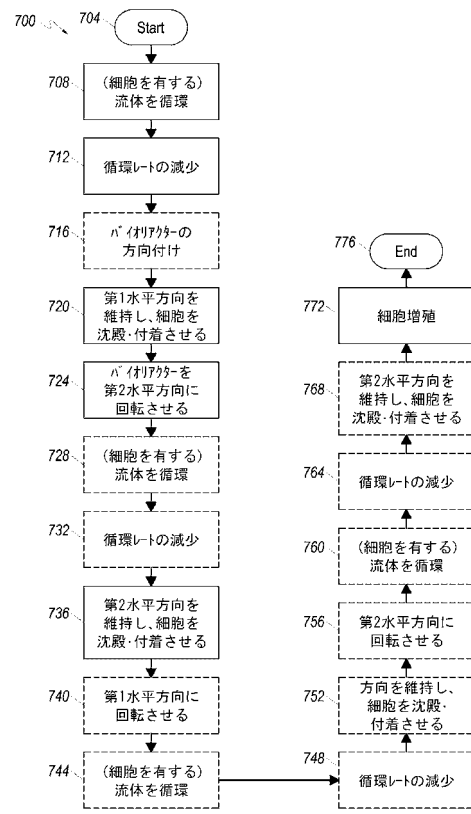 700
704
Start
708
(細胞を有する)
流体を循環
712
循環レートの減少
716
バイオリアクターの
方向付け
720
第1水平方向を
維持し、細胞を
沈殿・付着させる
724
バイオリアクターを
第2水平方向に
回転させる
728
(細胞を有する)
流体を循環
732
循環レートの減少
736
第2水平方向を
維持し、細胞を
沈殿・付着させる
740
第1水平方向に
回転させる
744
(細胞を有する)
流体を循環
748
循環レートの減少
752
方向を維持し、
細胞を沈殿・
付着させる
756
第2水平方向に
回転させる
760
(細胞を有する)
流体を循環
764
循環レートの減少
768
第2水平方向を
維持し、細胞を
沈殿・付着させる
772
細胞増殖
776
End